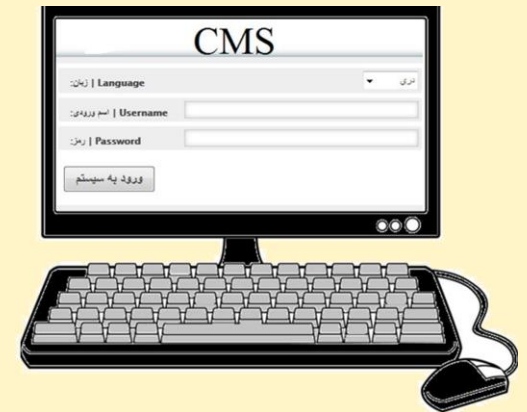 CMS
Language | زبان:
دری
Username | اسم ورودی:
Password | رمز:
ورود به سیستم